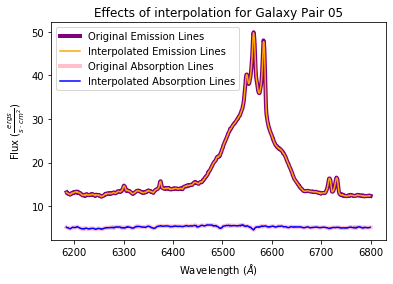 Effects of interpolation for Galaxy Pair 05
Original Emission Lines
Interpolated Emission Lines
Original Absorption Lines
Interpolated Absorption Lines
50
40
30
20
10
Flux (ergs/s · cm²)
6200 6300 6400 6500 6600 6700 6800
Wavelength (Å)